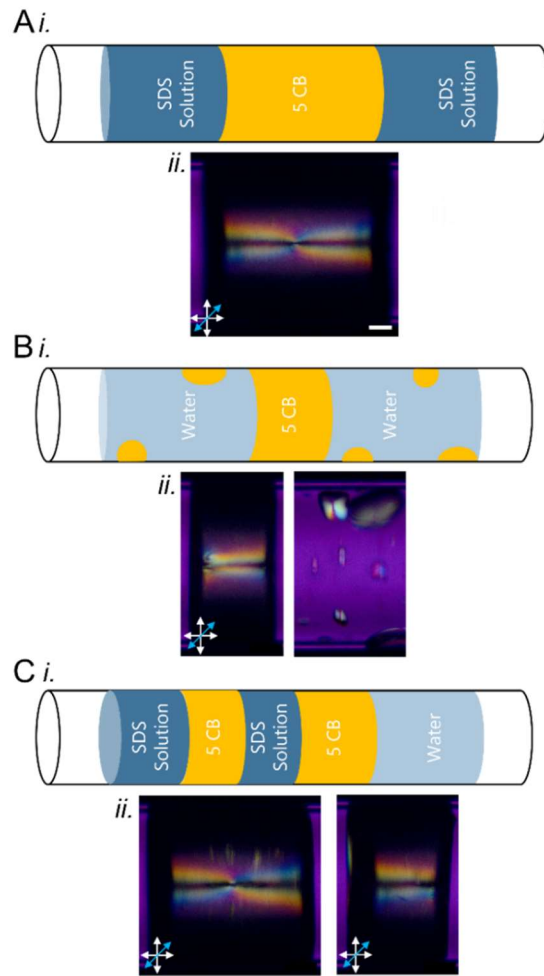 A i.
SDS
Solution
5 CB
SDS
Solution
ii.
B i.
Water
5 CB
Water
ii.
C i.
SDS
Solution
5 CB
SDS
Solution
5 CB
Water
ii.